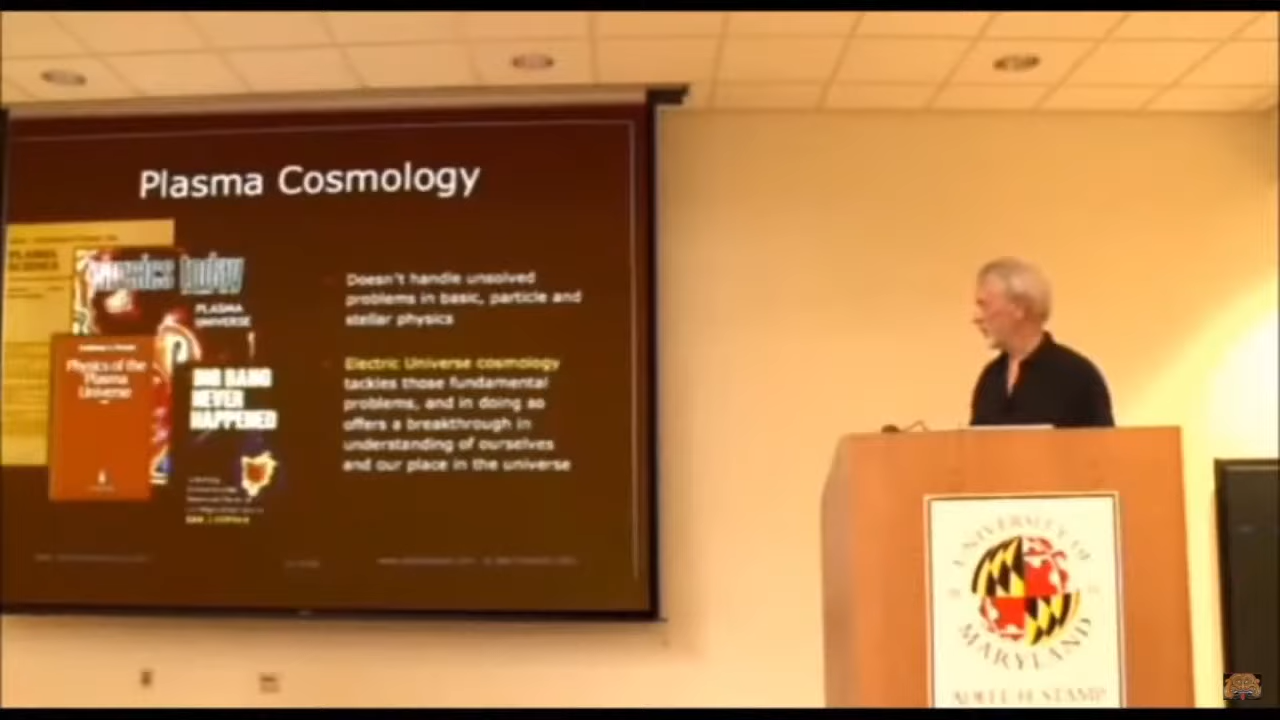 Plasma Cosmology
PLASMA
SCIENCE
physics today
PLASMA
UNIVERSE
Physics of the
Plasma
Universe
BIG BANG
NEVER
HAPPENED
Doesn't handle unsolved
problems in basic, particle and
stellar physics
Electric Universe cosmology
tackles those fundamental
problems, and in doing so
offers a breakthrough in
understanding of ourselves
and our place in the universe
UNIVERSITY OF
MARYLAND
ADELE H. STAMP